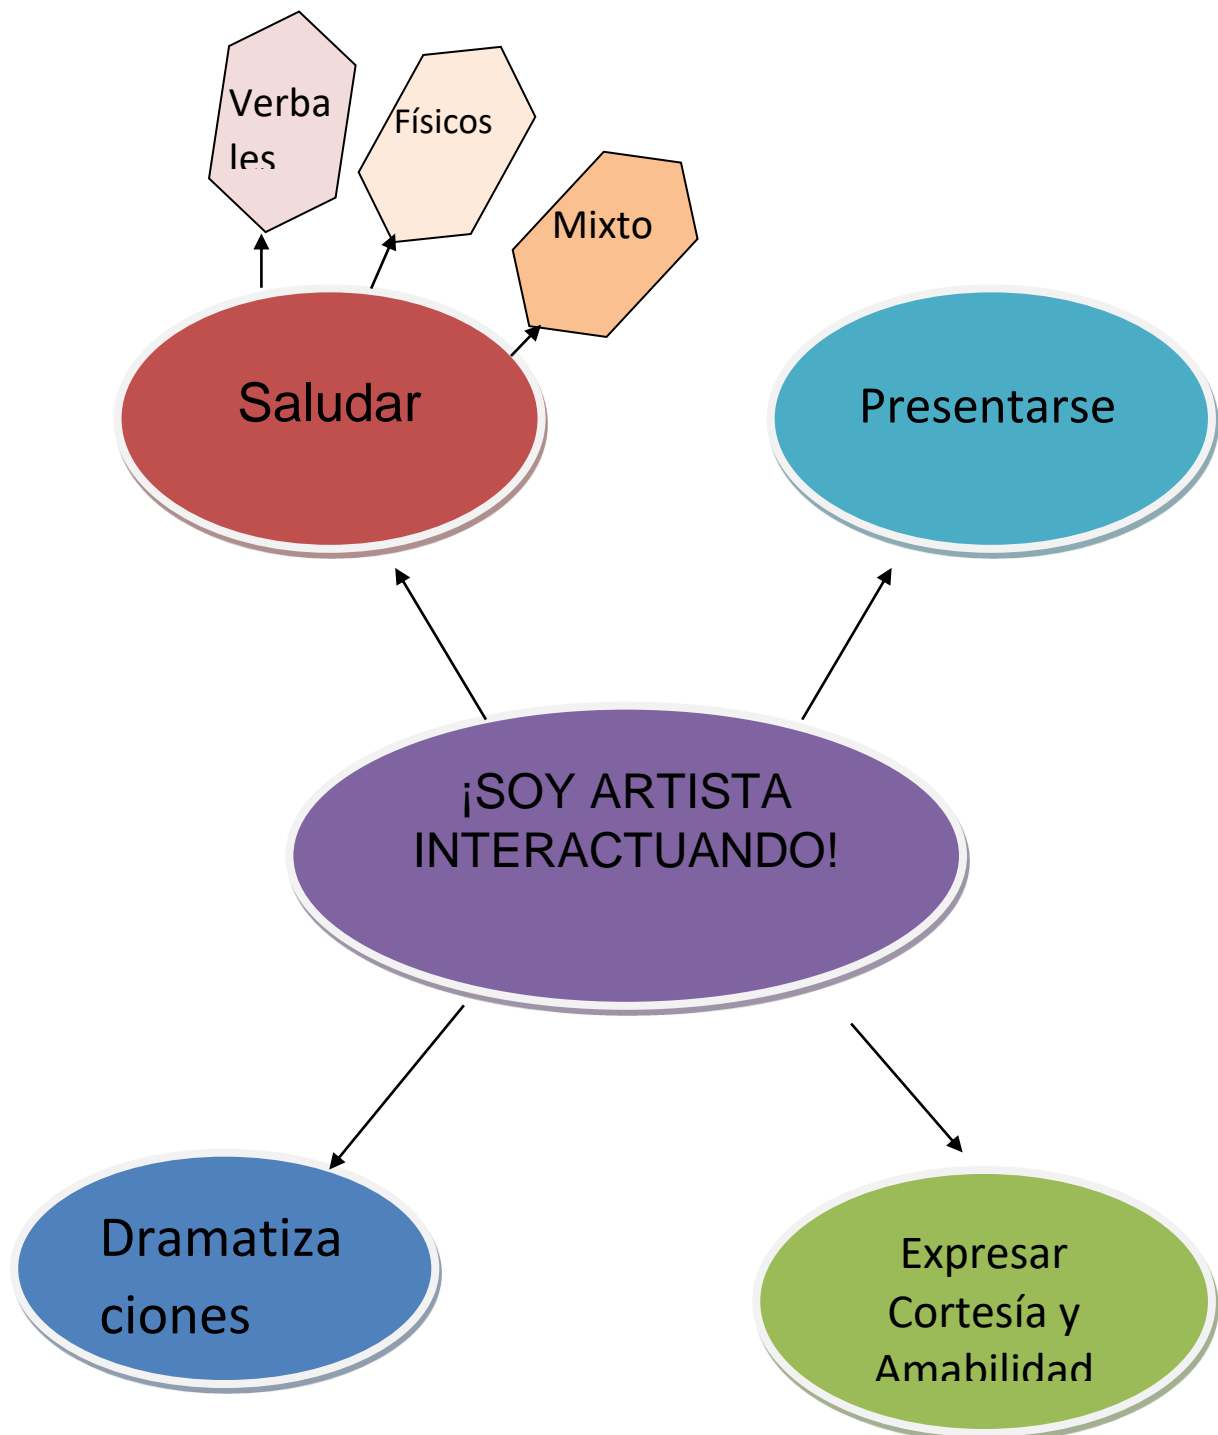 Verba
les
Físicos
Mixto
Saludar
Presentarse
¡SOY ARTISTA
INTERACTUANDO!
Dramatiza
ciones
Expresar
Cortesía y
Amabilidad